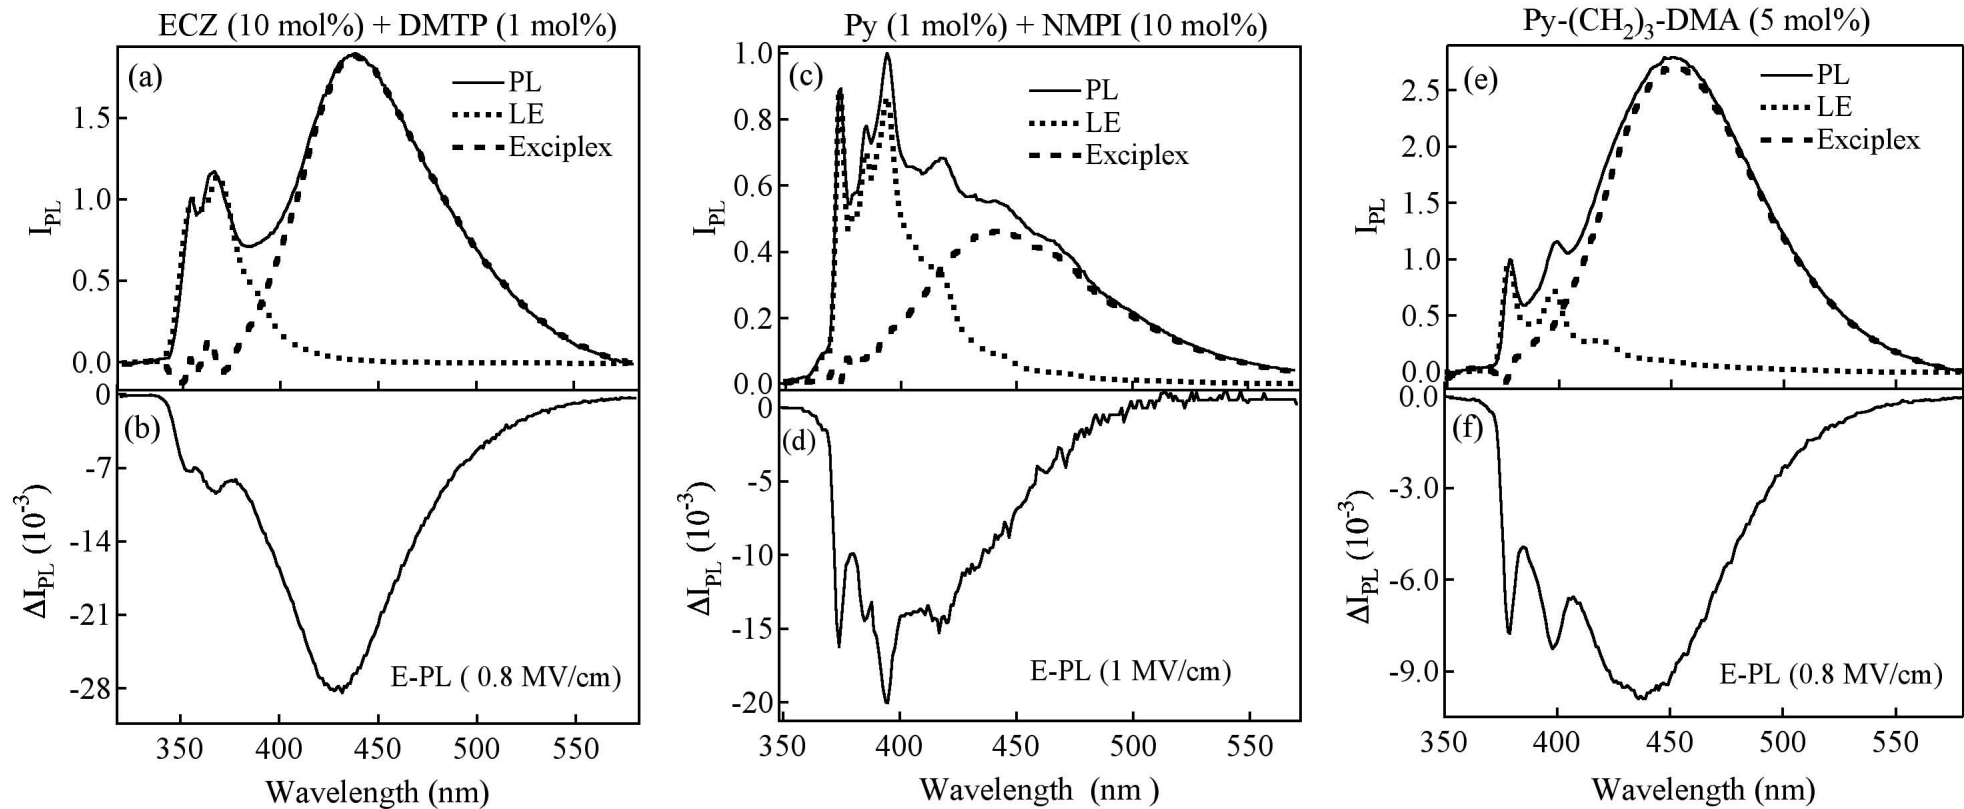 ECZ (10 mol%) + DMTP (1 mol%)
(a)
PL
LE
Exciplex
1.5
1.0
0.5
0.0
I_PL
(b)
0
-7
-14
-21
-28
ΔI_PL (10^-3)
E-PL ( 0.8 MV/cm)
350 400 450 500 550
Wavelength (nm)
Py (1 mol%) + NMPI (10 mol%)
(c)
PL
LE
Exciplex
1.0
0.8
0.6
0.4
0.2
0.0
I_PL
(d)
0
-5
-10
-15
-20
ΔI_PL (10^-3)
E-PL (1 MV/cm)
350 400 450 500 550
Wavelength (nm )
Py-(CH2)3-DMA (5 mol%)
(e)
PL
LE
Exciplex
2.5
2.0
1.5
1.0
0.5
0.0
I_PL
(f)
0.0
-3.0
-6.0
-9.0
ΔI_PL (10^-3)
E-PL (0.8 MV/cm)
350 400 450 500 550
Wavelength (nm)